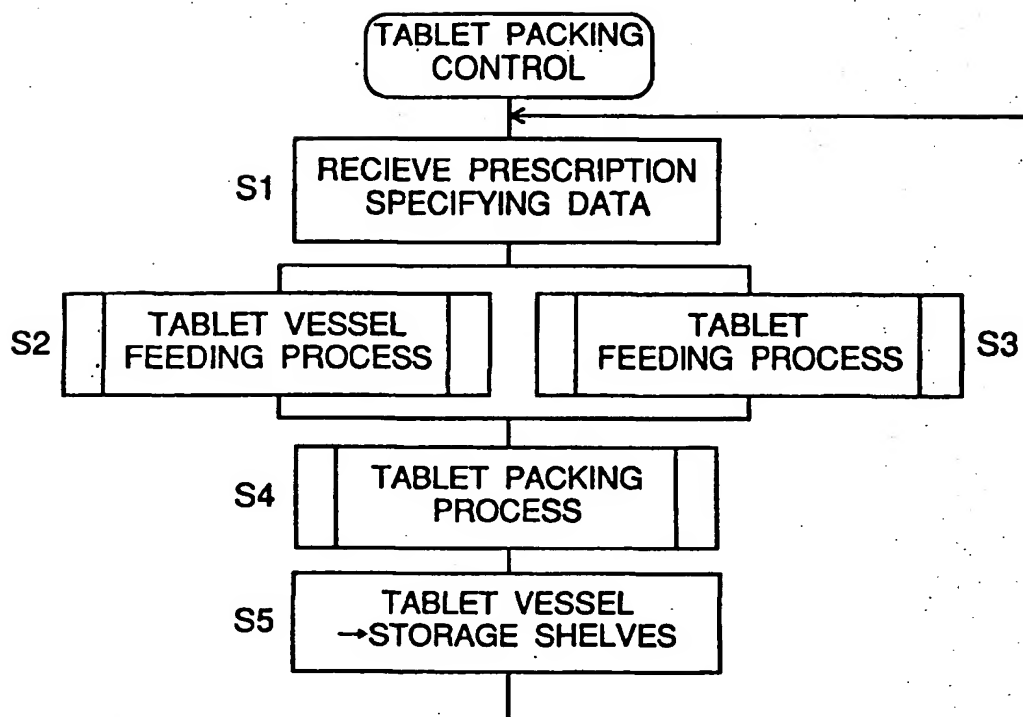 TABLET PACKING
CONTROL
S1
RECIEVE PRESCRIPTION
SPECIFYING DATA
S2
TABLET VESSEL
FEEDING PROCESS
TABLET
FEEDING PROCESS
S3
S4
TABLET PACKING
PROCESS
S5
TABLET VESSEL
→STORAGE SHELVES